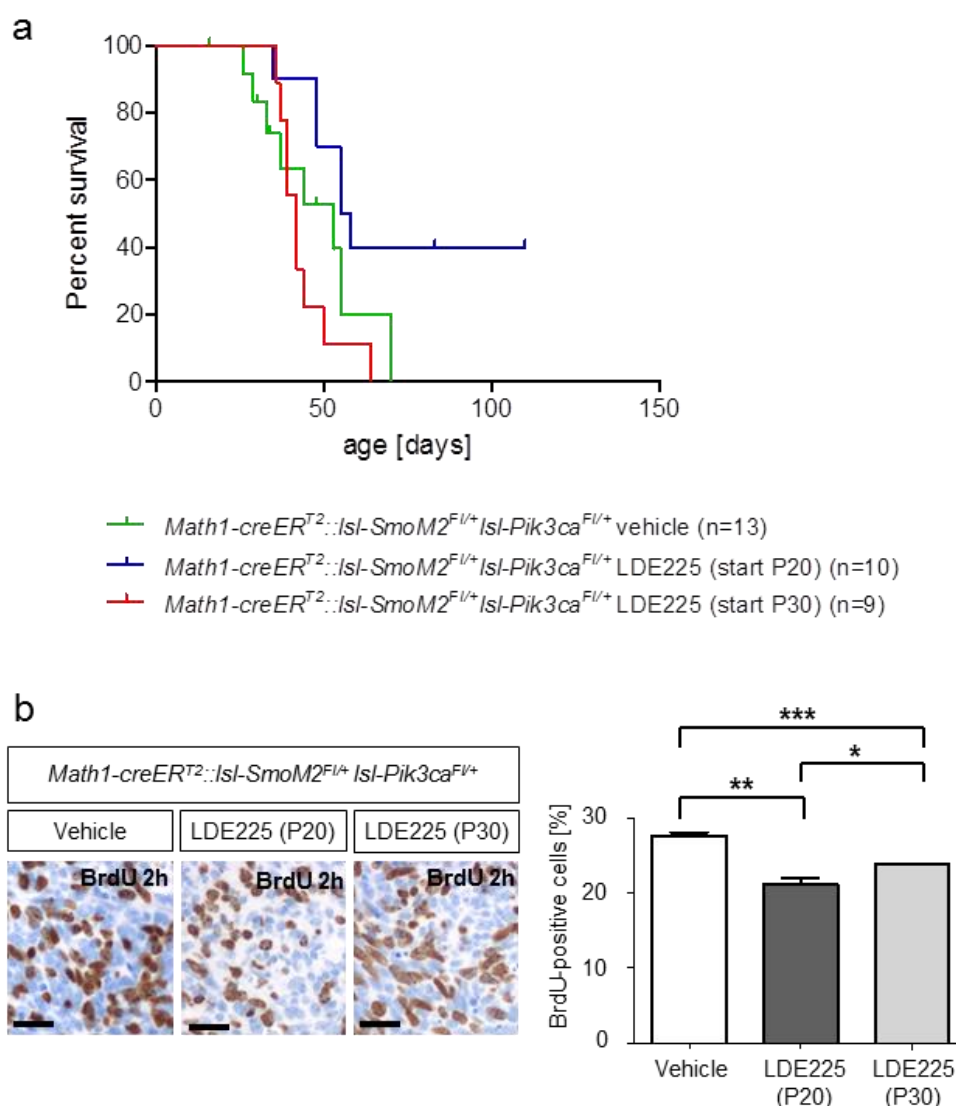 a
Percent survival
100
80
60
40
20
0
0 50 100 150
age [days]
Math1-creERT2::lsl-SmoM2Fl/+lsl-Pik3caFl/+ vehicle (n=13)
Math1-creERT2::lsl-SmoM2Fl/+lsl-Pik3caFl/+ LDE225 (start P20) (n=10)
Math1-creERT2::lsl-SmoM2Fl/+lsl-Pik3caFl/+ LDE225 (start P30) (n=9)
b
Math1-creERT2::lsl-SmoM2Fl/+ lsl-Pik3caFl/+
Vehicle LDE225 (P20) LDE225 (P30)
BrdU 2h BrdU 2h BrdU 2h
***
*
**
BrdU-positive cells [%]
30
20
10
0
Vehicle LDE225 LDE225
(P20) (P30)